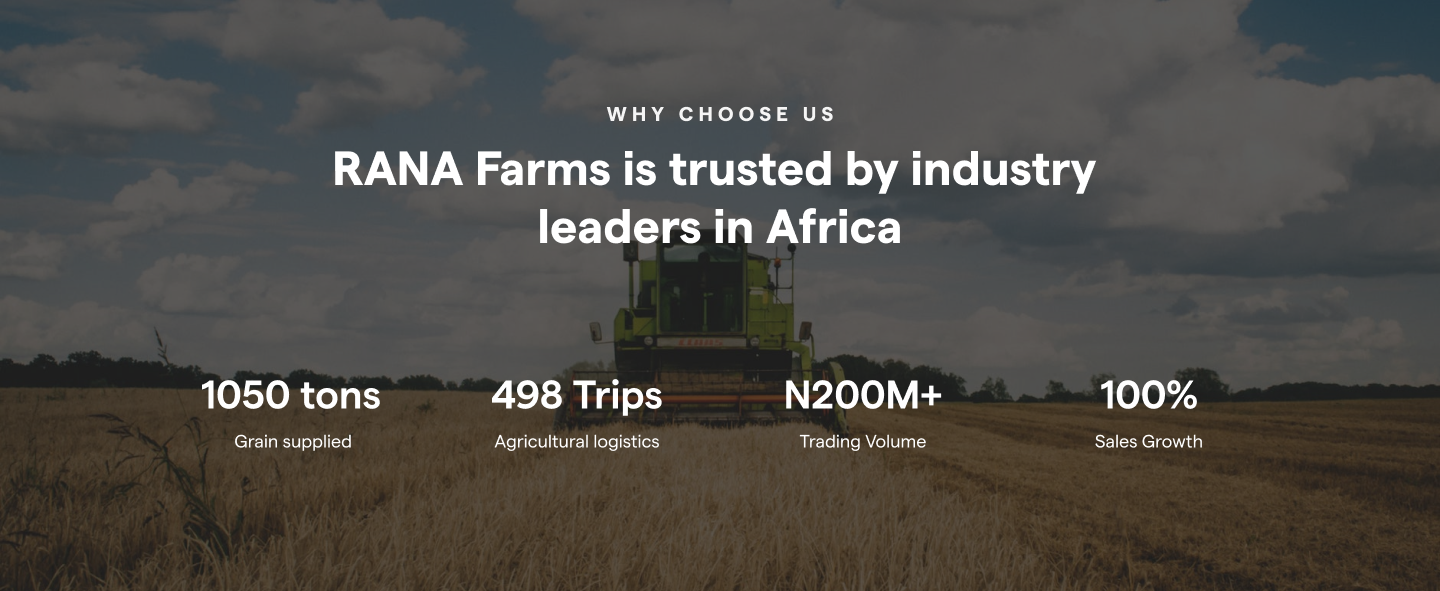 WHY CHOOSE US
RANA Farms is trusted by industry
leaders in Africa
1050 tons
Grain supplied
498 Trips
Agricultural logistics
N200M+
Trading Volume
100%
Sales Growth
CLAAS